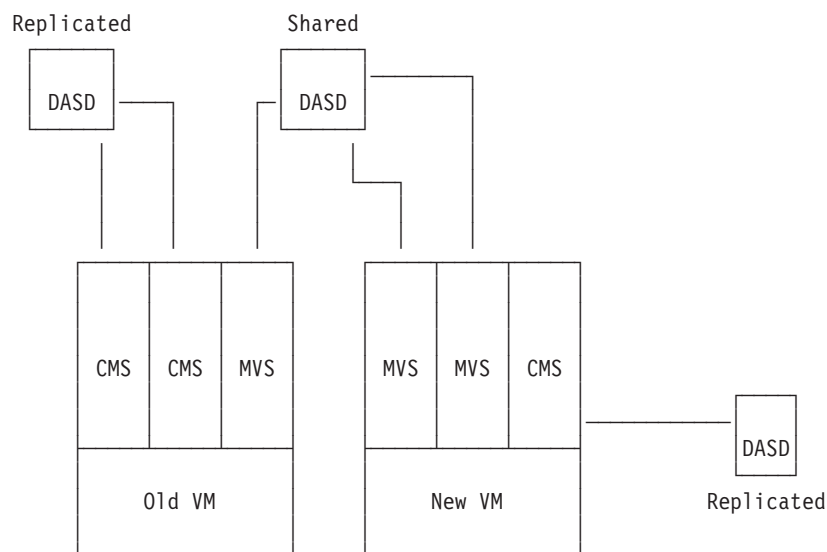 Replicated Shared
DASD DASD
CMS CMS MVS MVS MVS CMS
DASD
Old VM New VM Replicated